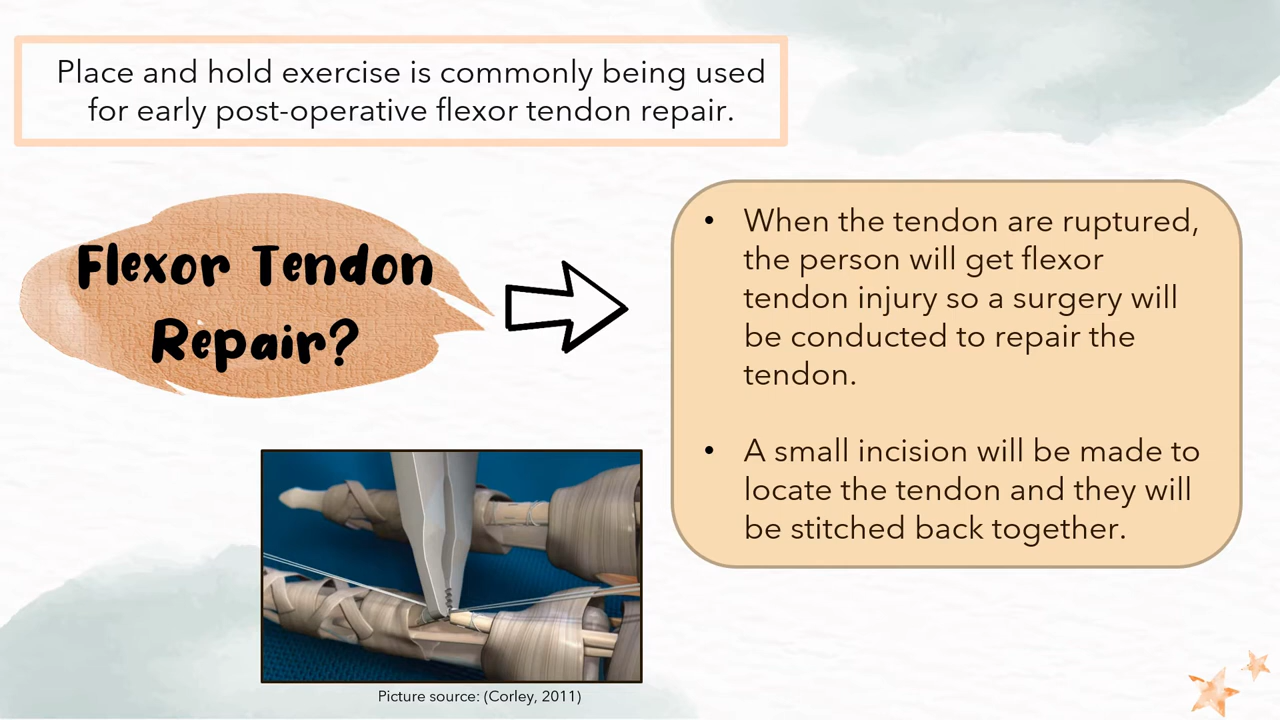 Place and hold exercise is commonly being used
for early post-operative flexor tendon repair.
Flexor Tendon
Repair?
• When the tendon are ruptured,
the person will get flexor
tendon injury so a surgery will
be conducted to repair the
tendon.
• A small incision will be made to
locate the tendon and they will
be stitched back together.
Picture source: (Corley, 2011)